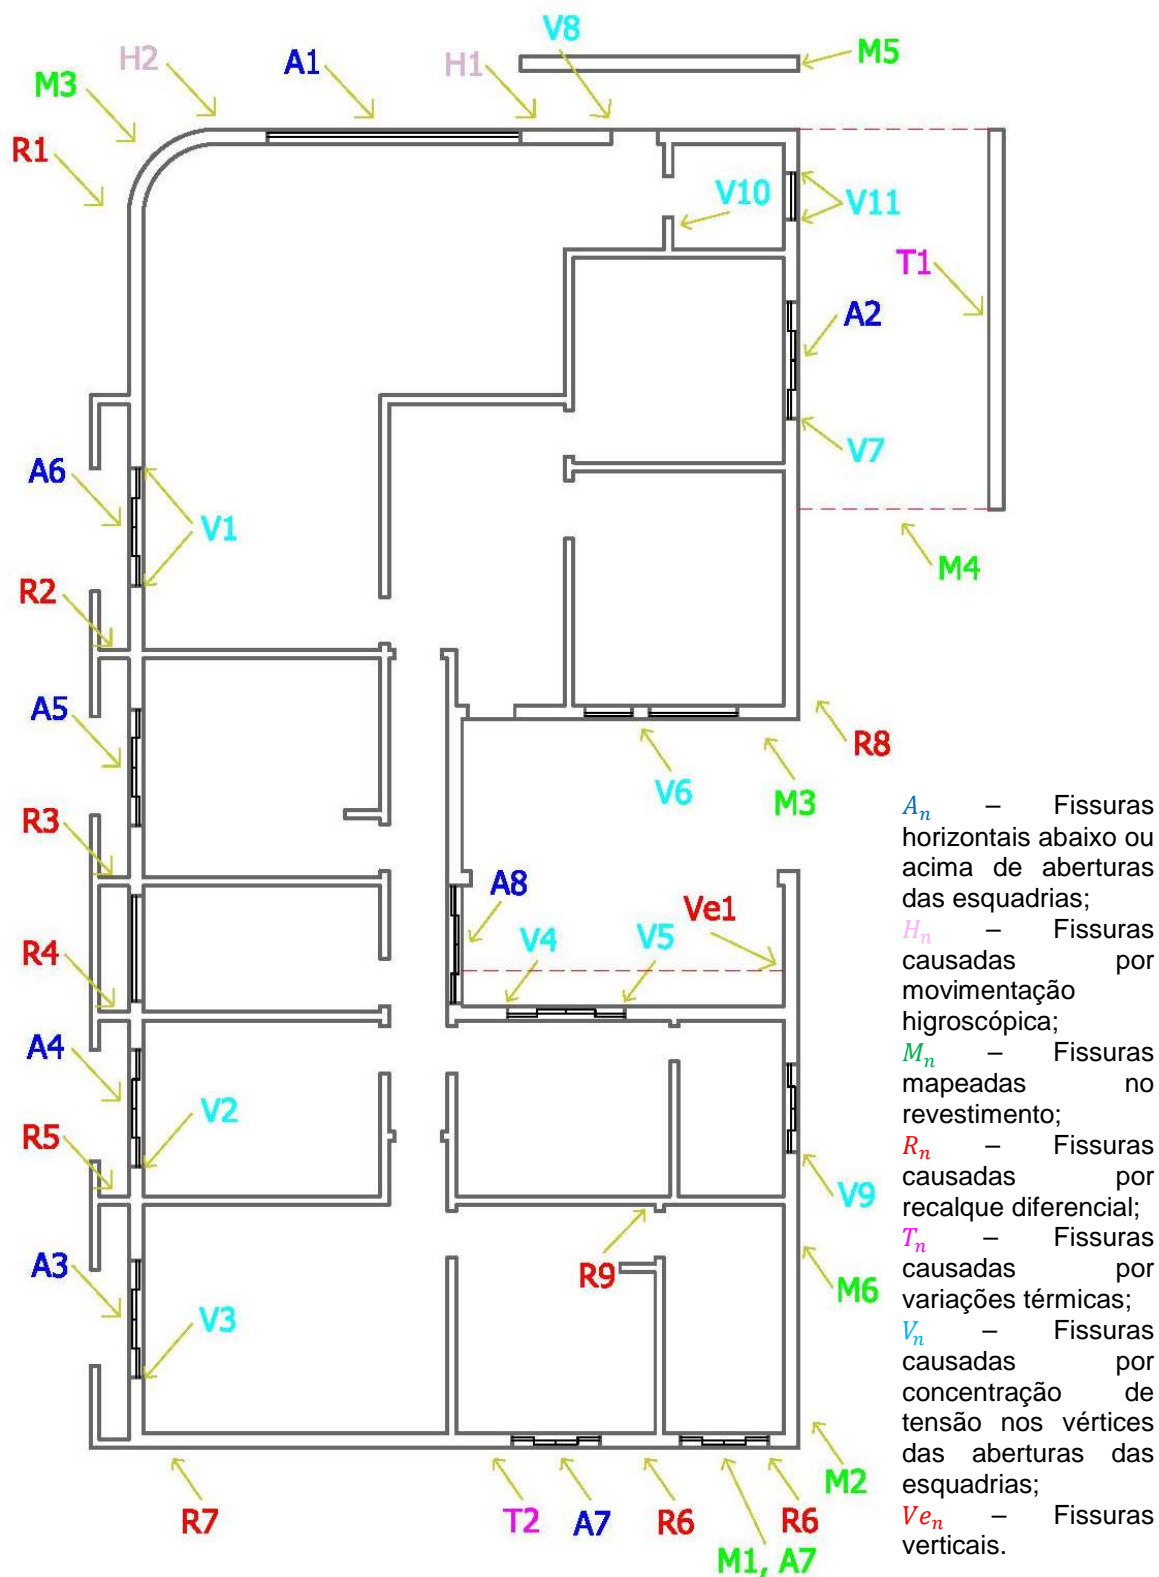 V8
H2
A1
H1
M5
M3
R1
V10
V11
T1
A2
V7
A6
V1
M4
R2
A5
R8
V6
M3
R3
A8
Ve1
V4
V5
R4
A4
V2
R5
V9
R9
M6
A3
V3
M2
R7
T2
A7
R6
R6
M1, A7
Aₙ – Fissuras
horizontais abaixo ou
acima de aberturas
das esquadrias;
Hₙ – Fissuras
causadas por
movimentação
higroscópica;
Mₙ – Fissuras
mapeadas no
revestimento;
Rₙ – Fissuras
causadas por
recalque diferencial;
Tₙ – Fissuras
causadas por
variações térmicas;
Vₙ – Fissuras
causadas por
concentração de
tensão nos vértices
das aberturas das
esquadrias;
Veₙ – Fissuras
verticais.